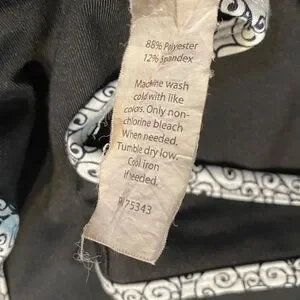 88% Polyester
12% Spandex
Machine wash
cold with like
colors. Only non-
chlorine bleach
When needed.
Tumble dry low.
Cool iron
if needed.
75343